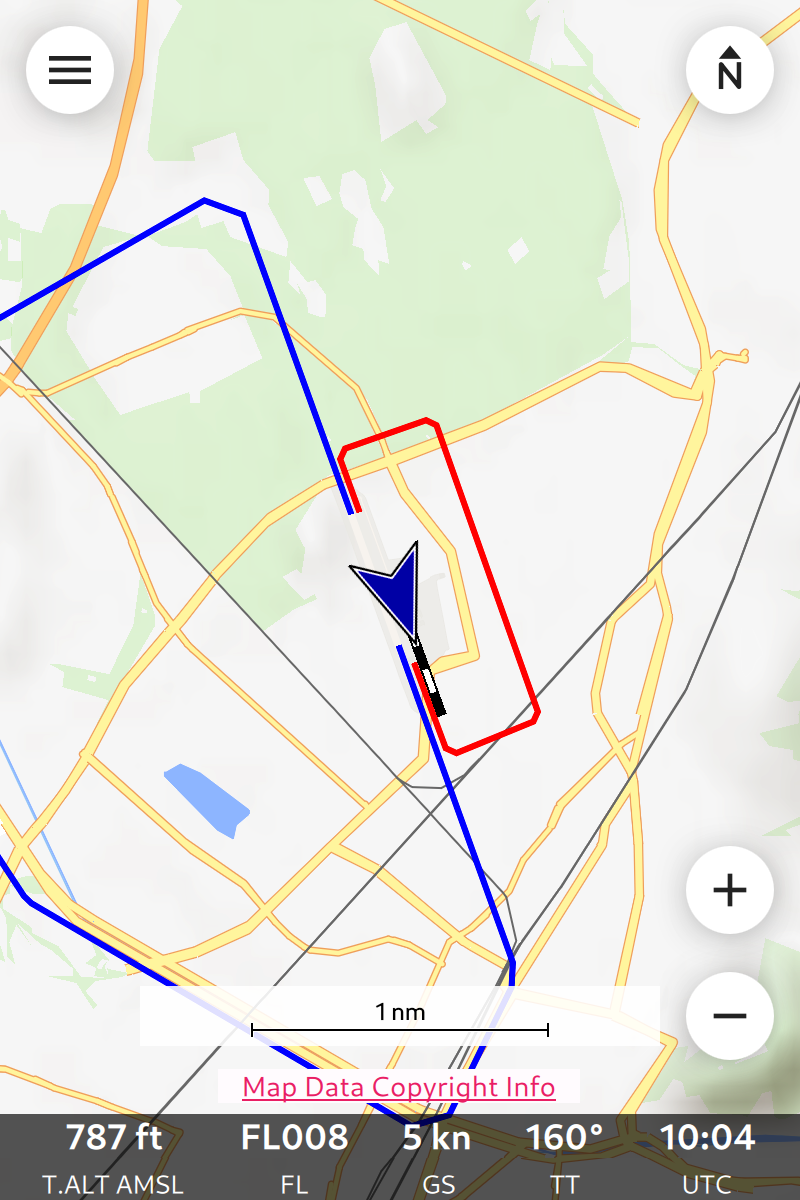 N
1 nm
Map Data Copyright Info
787 ft FL008 5 kn 160° 10:04
T.ALT AMSL FL GS TT UTC